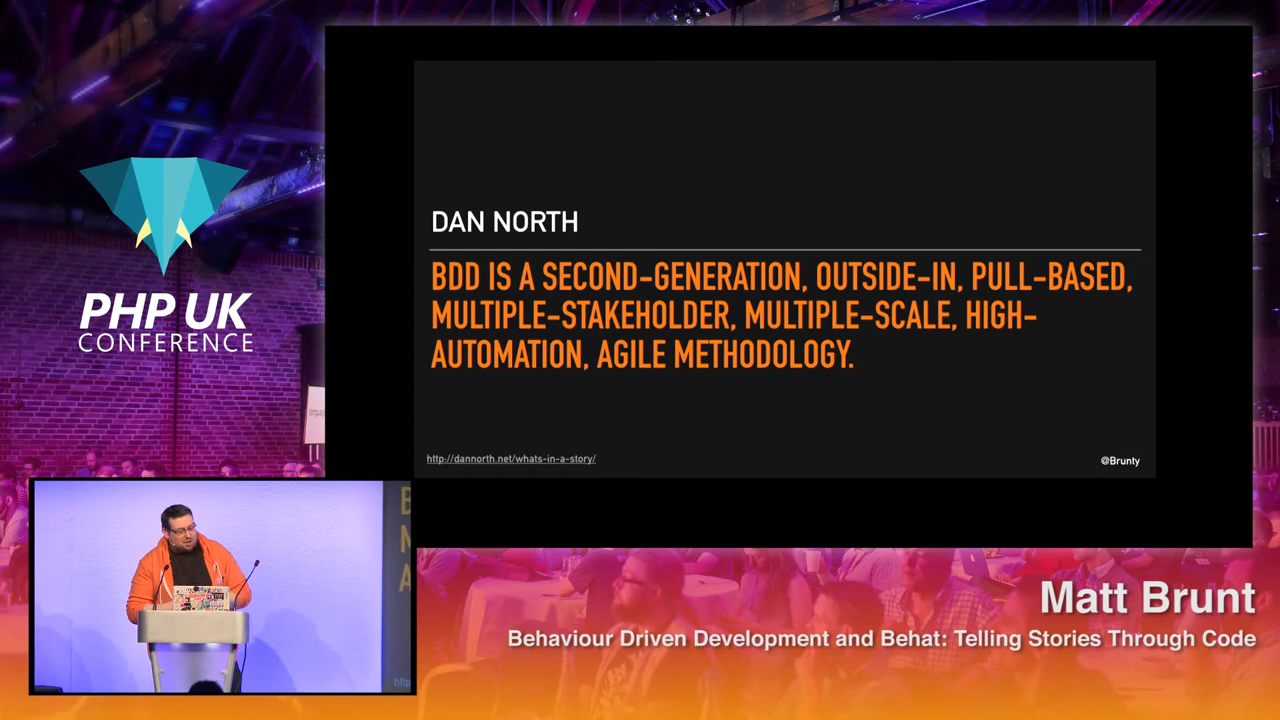 PHP UK
CONFERENCE
DAN NORTH
BDD IS A SECOND-GENERATION, OUTSIDE-IN, PULL-BASED,
MULTIPLE-STAKEHOLDER, MULTIPLE-SCALE, HIGH-
AUTOMATION, AGILE METHODOLOGY.
http://dannorth.net/whats-in-a-story/
@Brunty
Matt Brunt
Behaviour Driven Development and Behat: Telling Stories Through Code